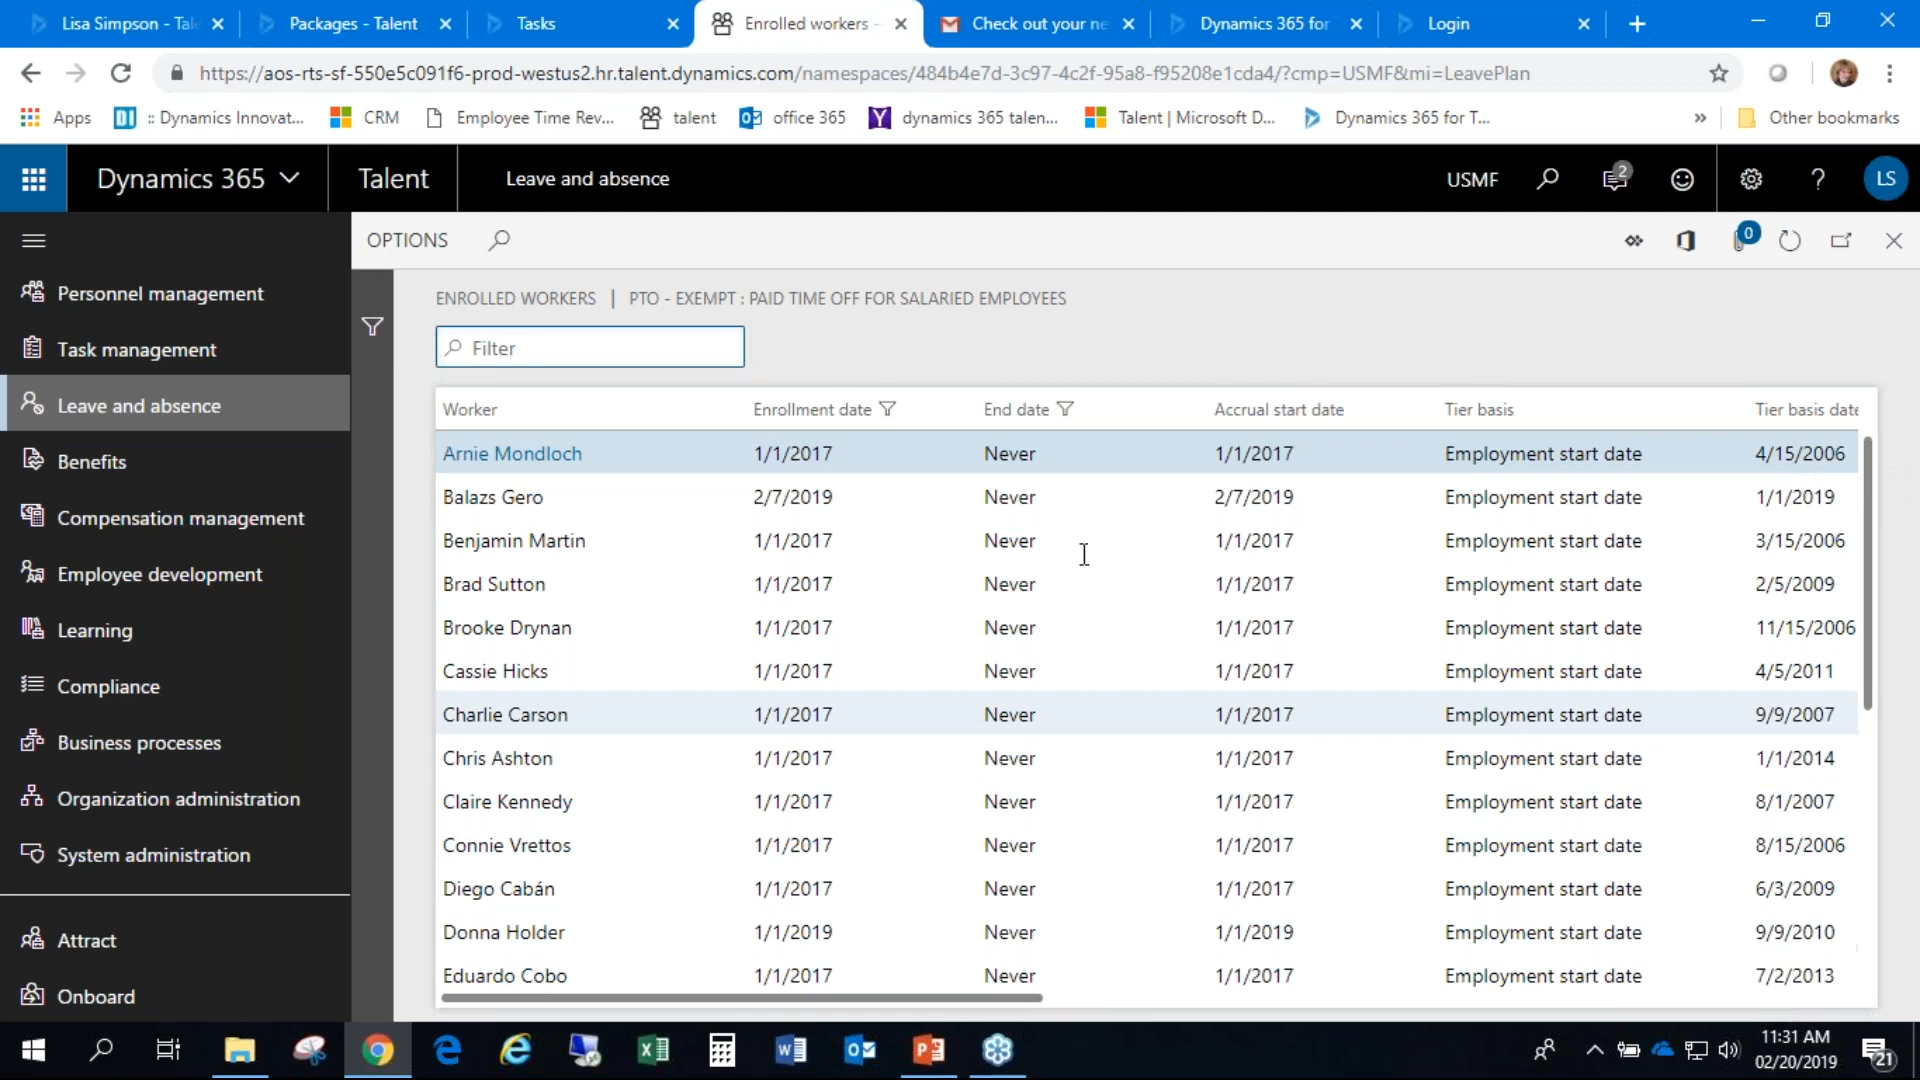 Lisa Simpson - Tal
Packages - Talent
Tasks
Enrolled workers -
Check out your ne
Dynamics 365 for
Login
https://aos-rts-sf-550e5c091f6-prod-westus2.hr.talent.dynamics.com/namespaces/484b4e7d-3c97-4c2f-95a8-f95208e1cda4/?cmp=USMF&mi=LeavePlan
Apps
:: Dynamics Innovat...
CRM
Employee Time Rev...
talent
office 365
dynamics 365 talen...
Talent | Microsoft D...
Dynamics 365 for T...
»
Other bookmarks
Dynamics 365
Talent
Leave and absence
USMF
2
?
LS
OPTIONS
0
Personnel management
Task management
Leave and absence
Benefits
Compensation management
Employee development
Learning
Compliance
Business processes
Organization administration
System administration
Attract
Onboard
ENROLLED WORKERS | PTO - EXEMPT : PAID TIME OFF FOR SALARIED EMPLOYEES
Filter
Worker Enrollment date End date Accrual start date Tier basis Tier basis date
Arnie Mondloch 1/1/2017 Never 1/1/2017 Employment start date 4/15/2006
Balazs Gero 2/7/2019 Never 2/7/2019 Employment start date 1/1/2019
Benjamin Martin 1/1/2017 Never 1/1/2017 Employment start date 3/15/2006
Brad Sutton 1/1/2017 Never 1/1/2017 Employment start date 2/5/2009
Brooke Drynan 1/1/2017 Never 1/1/2017 Employment start date 11/15/2006
Cassie Hicks 1/1/2017 Never 1/1/2017 Employment start date 4/5/2011
Charlie Carson 1/1/2017 Never 1/1/2017 Employment start date 9/9/2007
Chris Ashton 1/1/2017 Never 1/1/2017 Employment start date 1/1/2014
Claire Kennedy 1/1/2017 Never 1/1/2017 Employment start date 8/1/2007
Connie Vrettos 1/1/2017 Never 1/1/2017 Employment start date 8/15/2006
Diego Cabán 1/1/2017 Never 1/1/2017 Employment start date 6/3/2009
Donna Holder 1/1/2019 Never 1/1/2019 Employment start date 9/9/2010
Eduardo Cobo 1/1/2017 Never 1/1/2017 Employment start date 7/2/2013
11:31 AM
02/20/2019
21